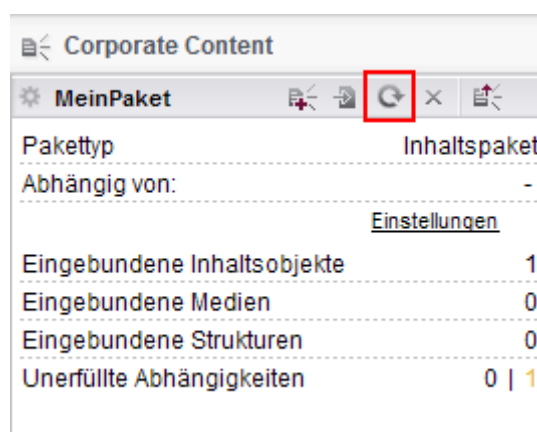 Corporate Content
MeinPaket
Pakettyp Inhaltspaket
Abhängig von: -
Einstellungen
Eingebundene Inhaltsobjekte 1
Eingebundene Medien 0
Eingebundene Strukturen 0
Unerfüllte Abhängigkeiten 0 | 1